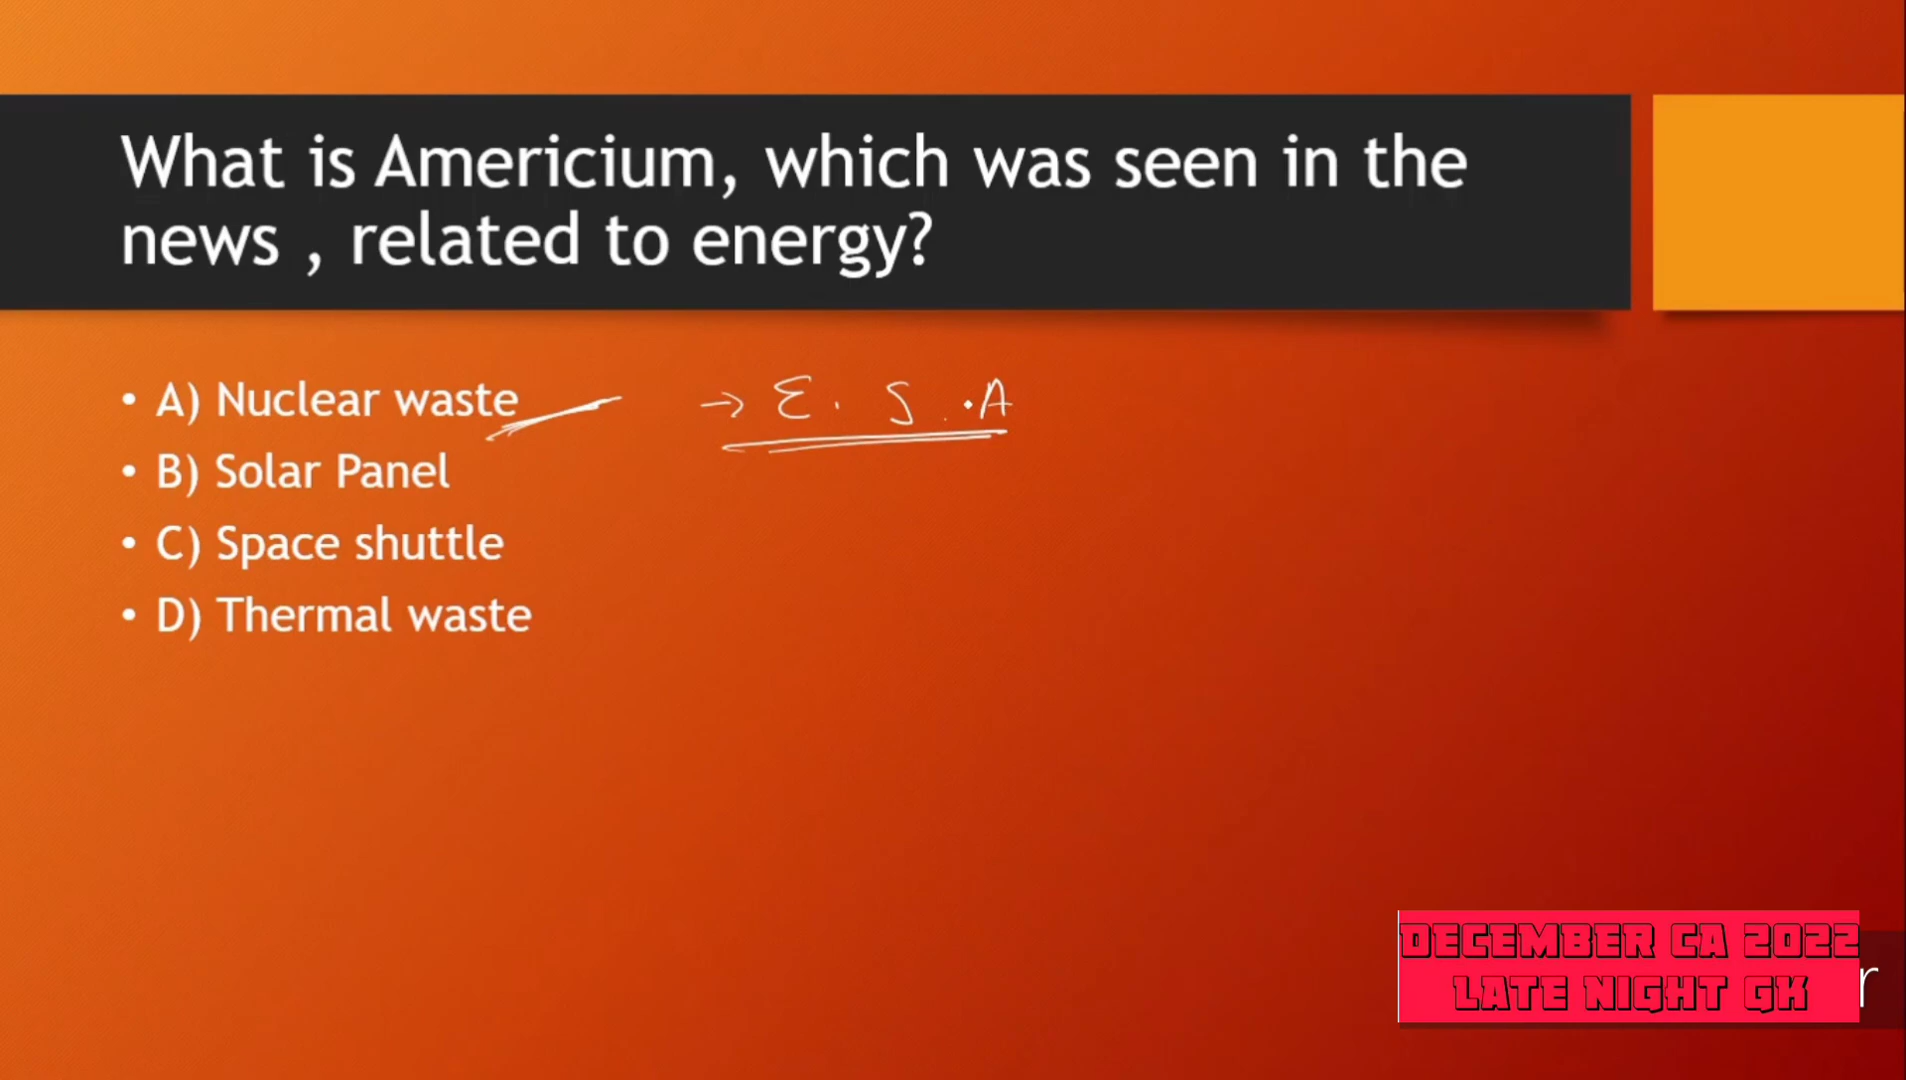 What is Americium, which was seen in the
news , related to energy?
• A) Nuclear waste → E. S. A
• B) Solar Panel
• C) Space shuttle
• D) Thermal waste
DECEMBER CA 2022
LATE NIGHT GK
r